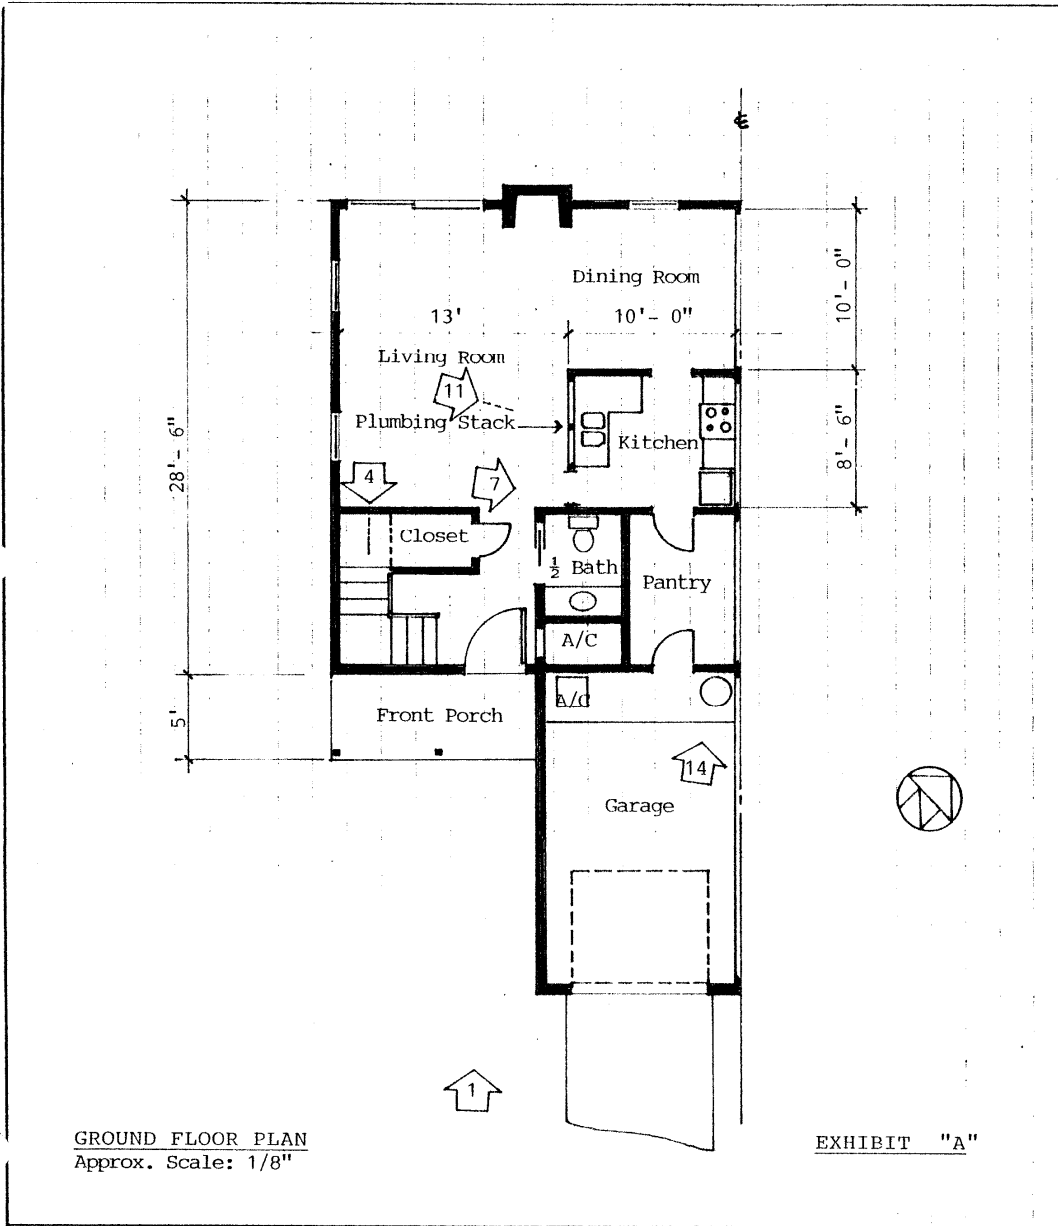 ℄
Dining Room
10'- 0"
13'
10'- 0"
Living Room
11
Plumbing Stack
Kitchen
8'- 6"
28'- 6"
4
7
Closet
½ Bath
Pantry
A/C
A/C
Front Porch
5'
14
Garage
1
GROUND FLOOR PLAN
Approx. Scale: 1/8"
EXHIBIT "A"